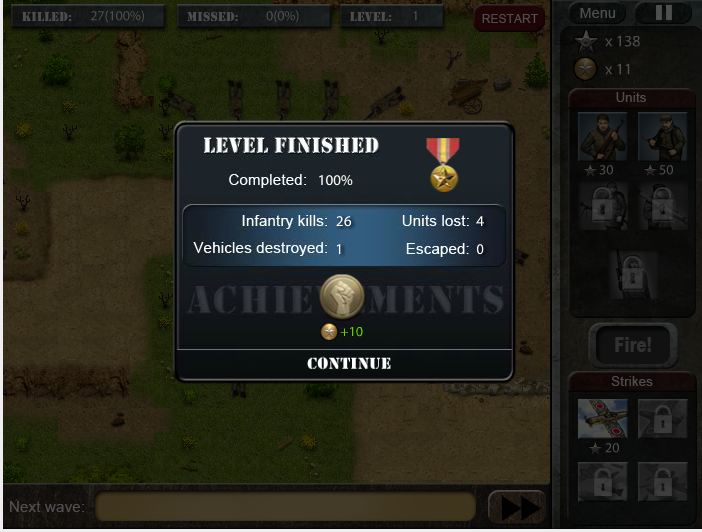 KILLED: 27(100%) MISSED: 0(0%) LEVEL: 1 RESTART Menu
x 138
x 11
Units
30 50
LEVEL FINISHED
Completed: 100%
Infantry kills: 26 Units lost: 4
Vehicles destroyed: 1 Escaped: 0
ACHIEVEMENTS
+10
CONTINUE
Fire!
Strikes
20
Next wave: